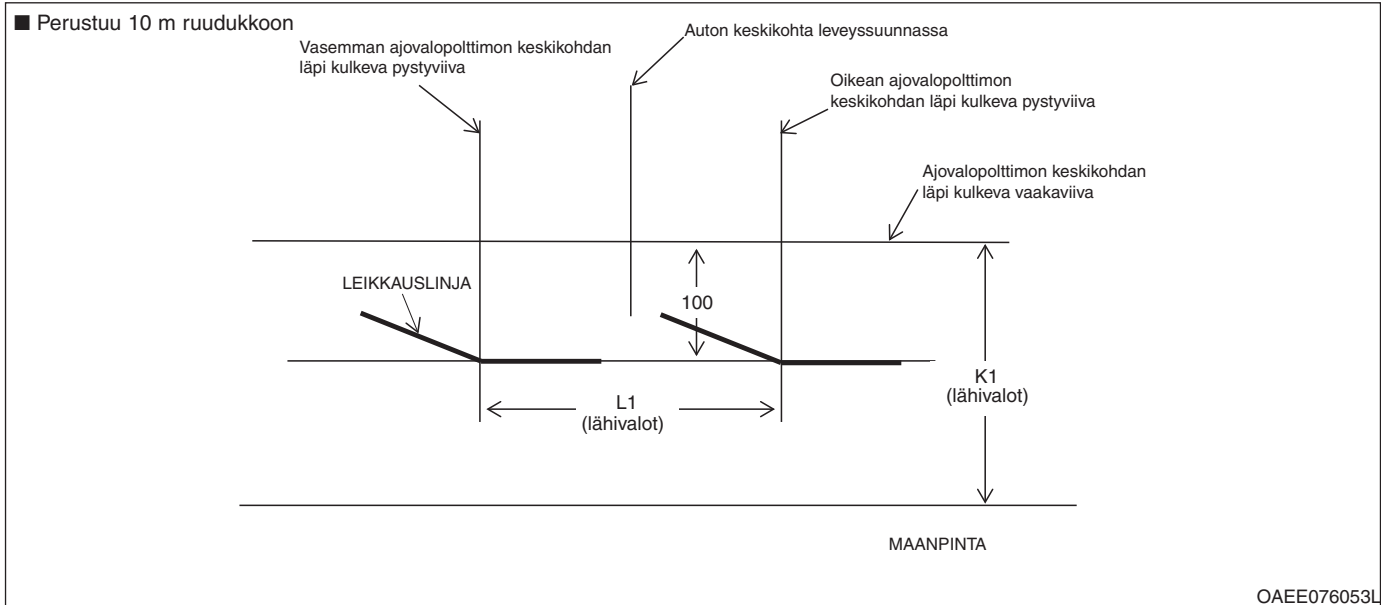 ■ Perustuu 10 m ruudukkoon
Vasemman ajovalopolttimon keskikohdan
läpi kulkeva pystyviiva
Auton keskikohta leveyssuunnassa
Oikean ajovalopolttimon
keskikohdan läpi kulkeva pystyviiva
Ajovalopolttimon keskikohdan
läpi kulkeva vaakaviiva
LEIKKAUSLINJA
100
L1
(lähivalot)
K1
(lähivalot)
MAANPINTA
OAEE076053L